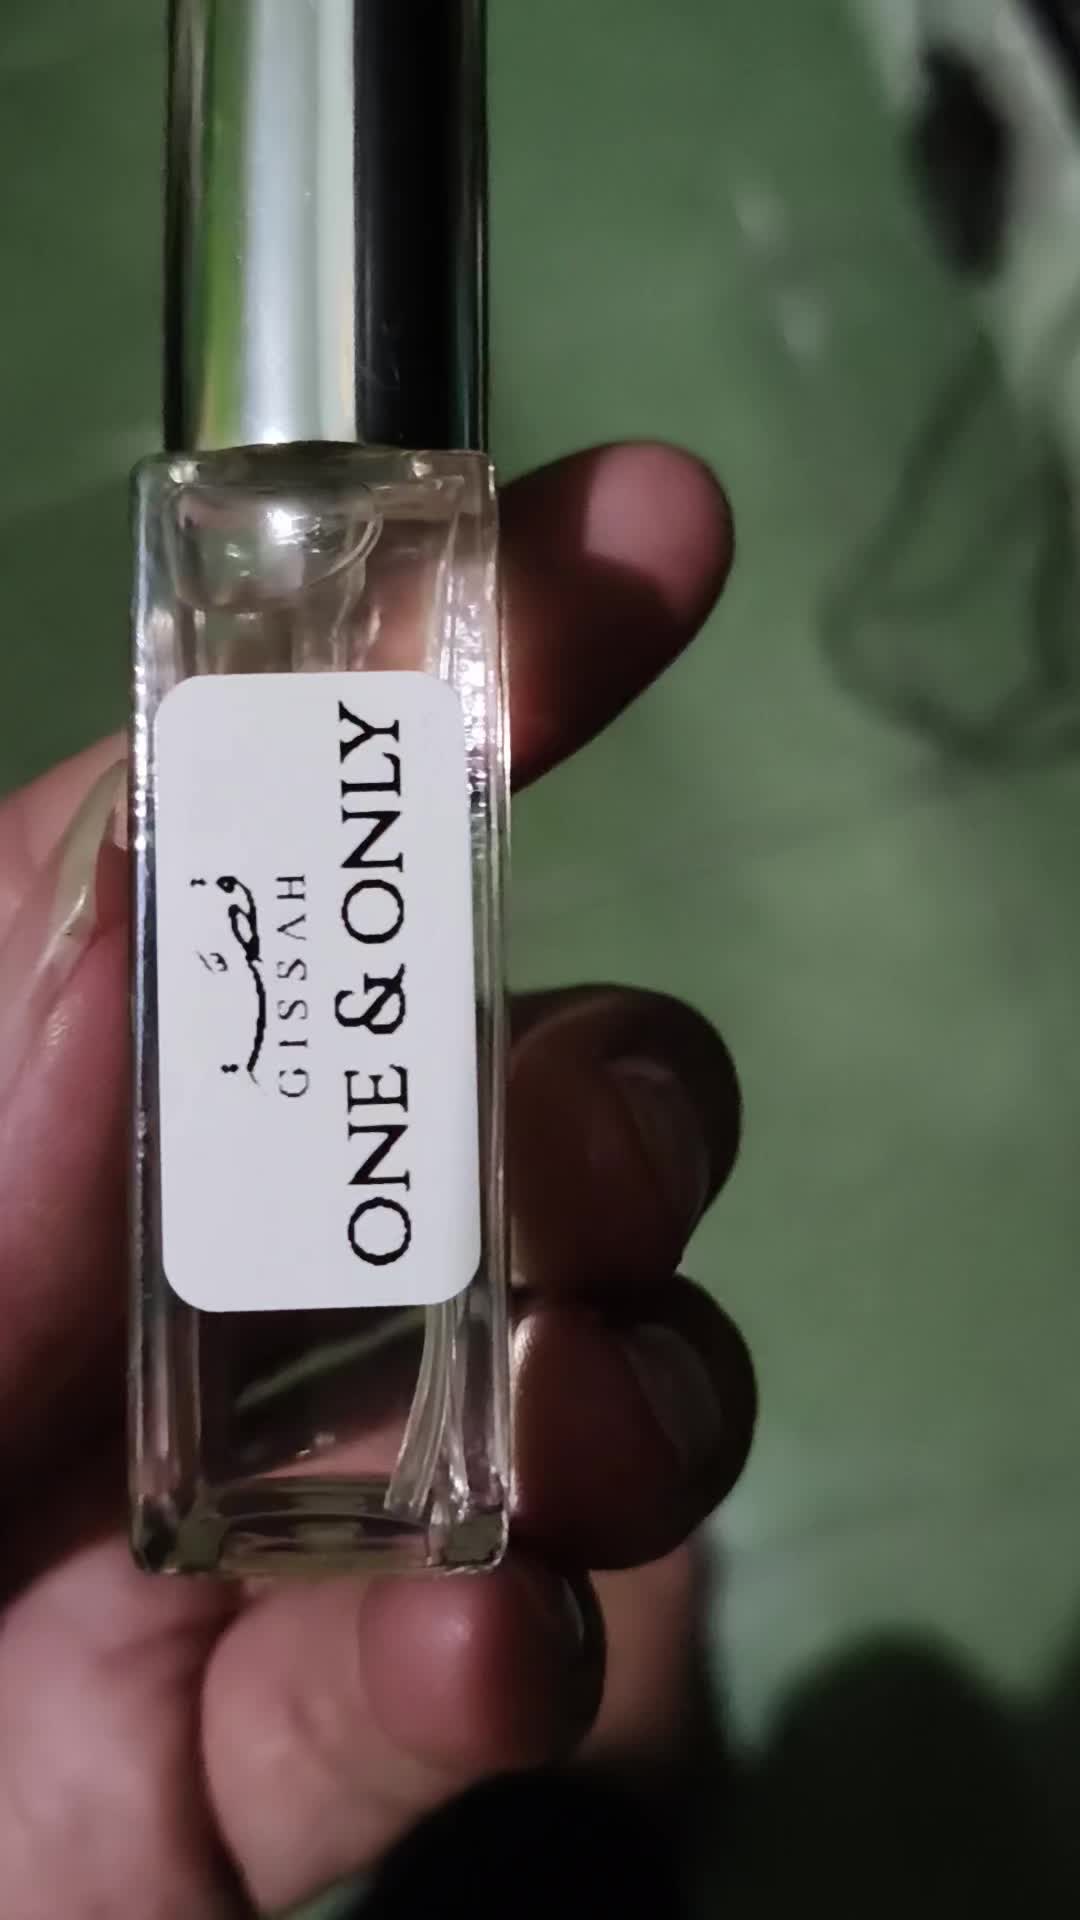 قصة
GISSAH
ONE & ONLY